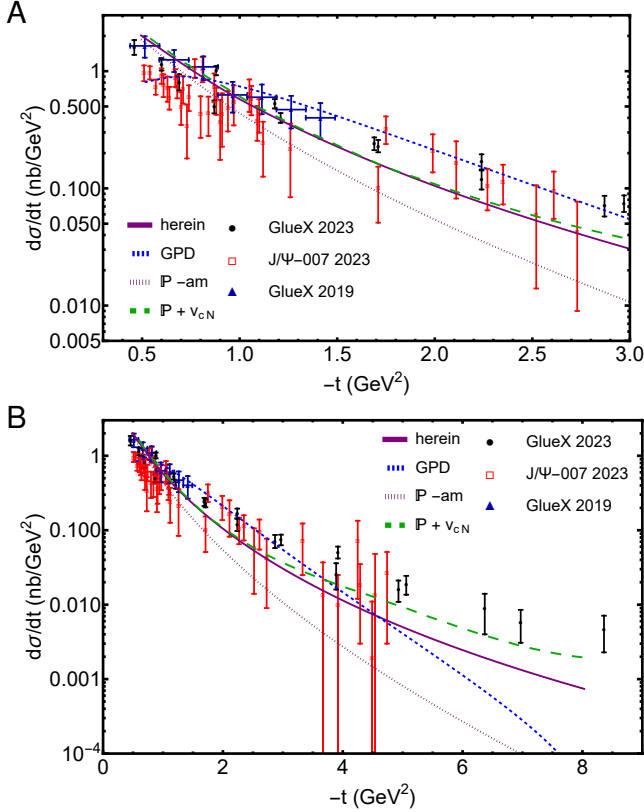 A
1
0.500
0.100
0.050
0.010
0.005
dσ/dt (nb/GeV²)
herein
GPD
ℙ -am
ℙ + v_cN
GlueX 2023
J/Ψ-007 2023
GlueX 2019
0.5 1.0 1.5 2.0 2.5 3.0
-t (GeV²)
B
1
0.100
0.010
0.001
10⁻⁴
dσ/dt (nb/GeV²)
herein
GPD
ℙ -am
ℙ + v_cN
GlueX 2023
J/Ψ-007 2023
GlueX 2019
0 2 4 6 8
-t (GeV²)